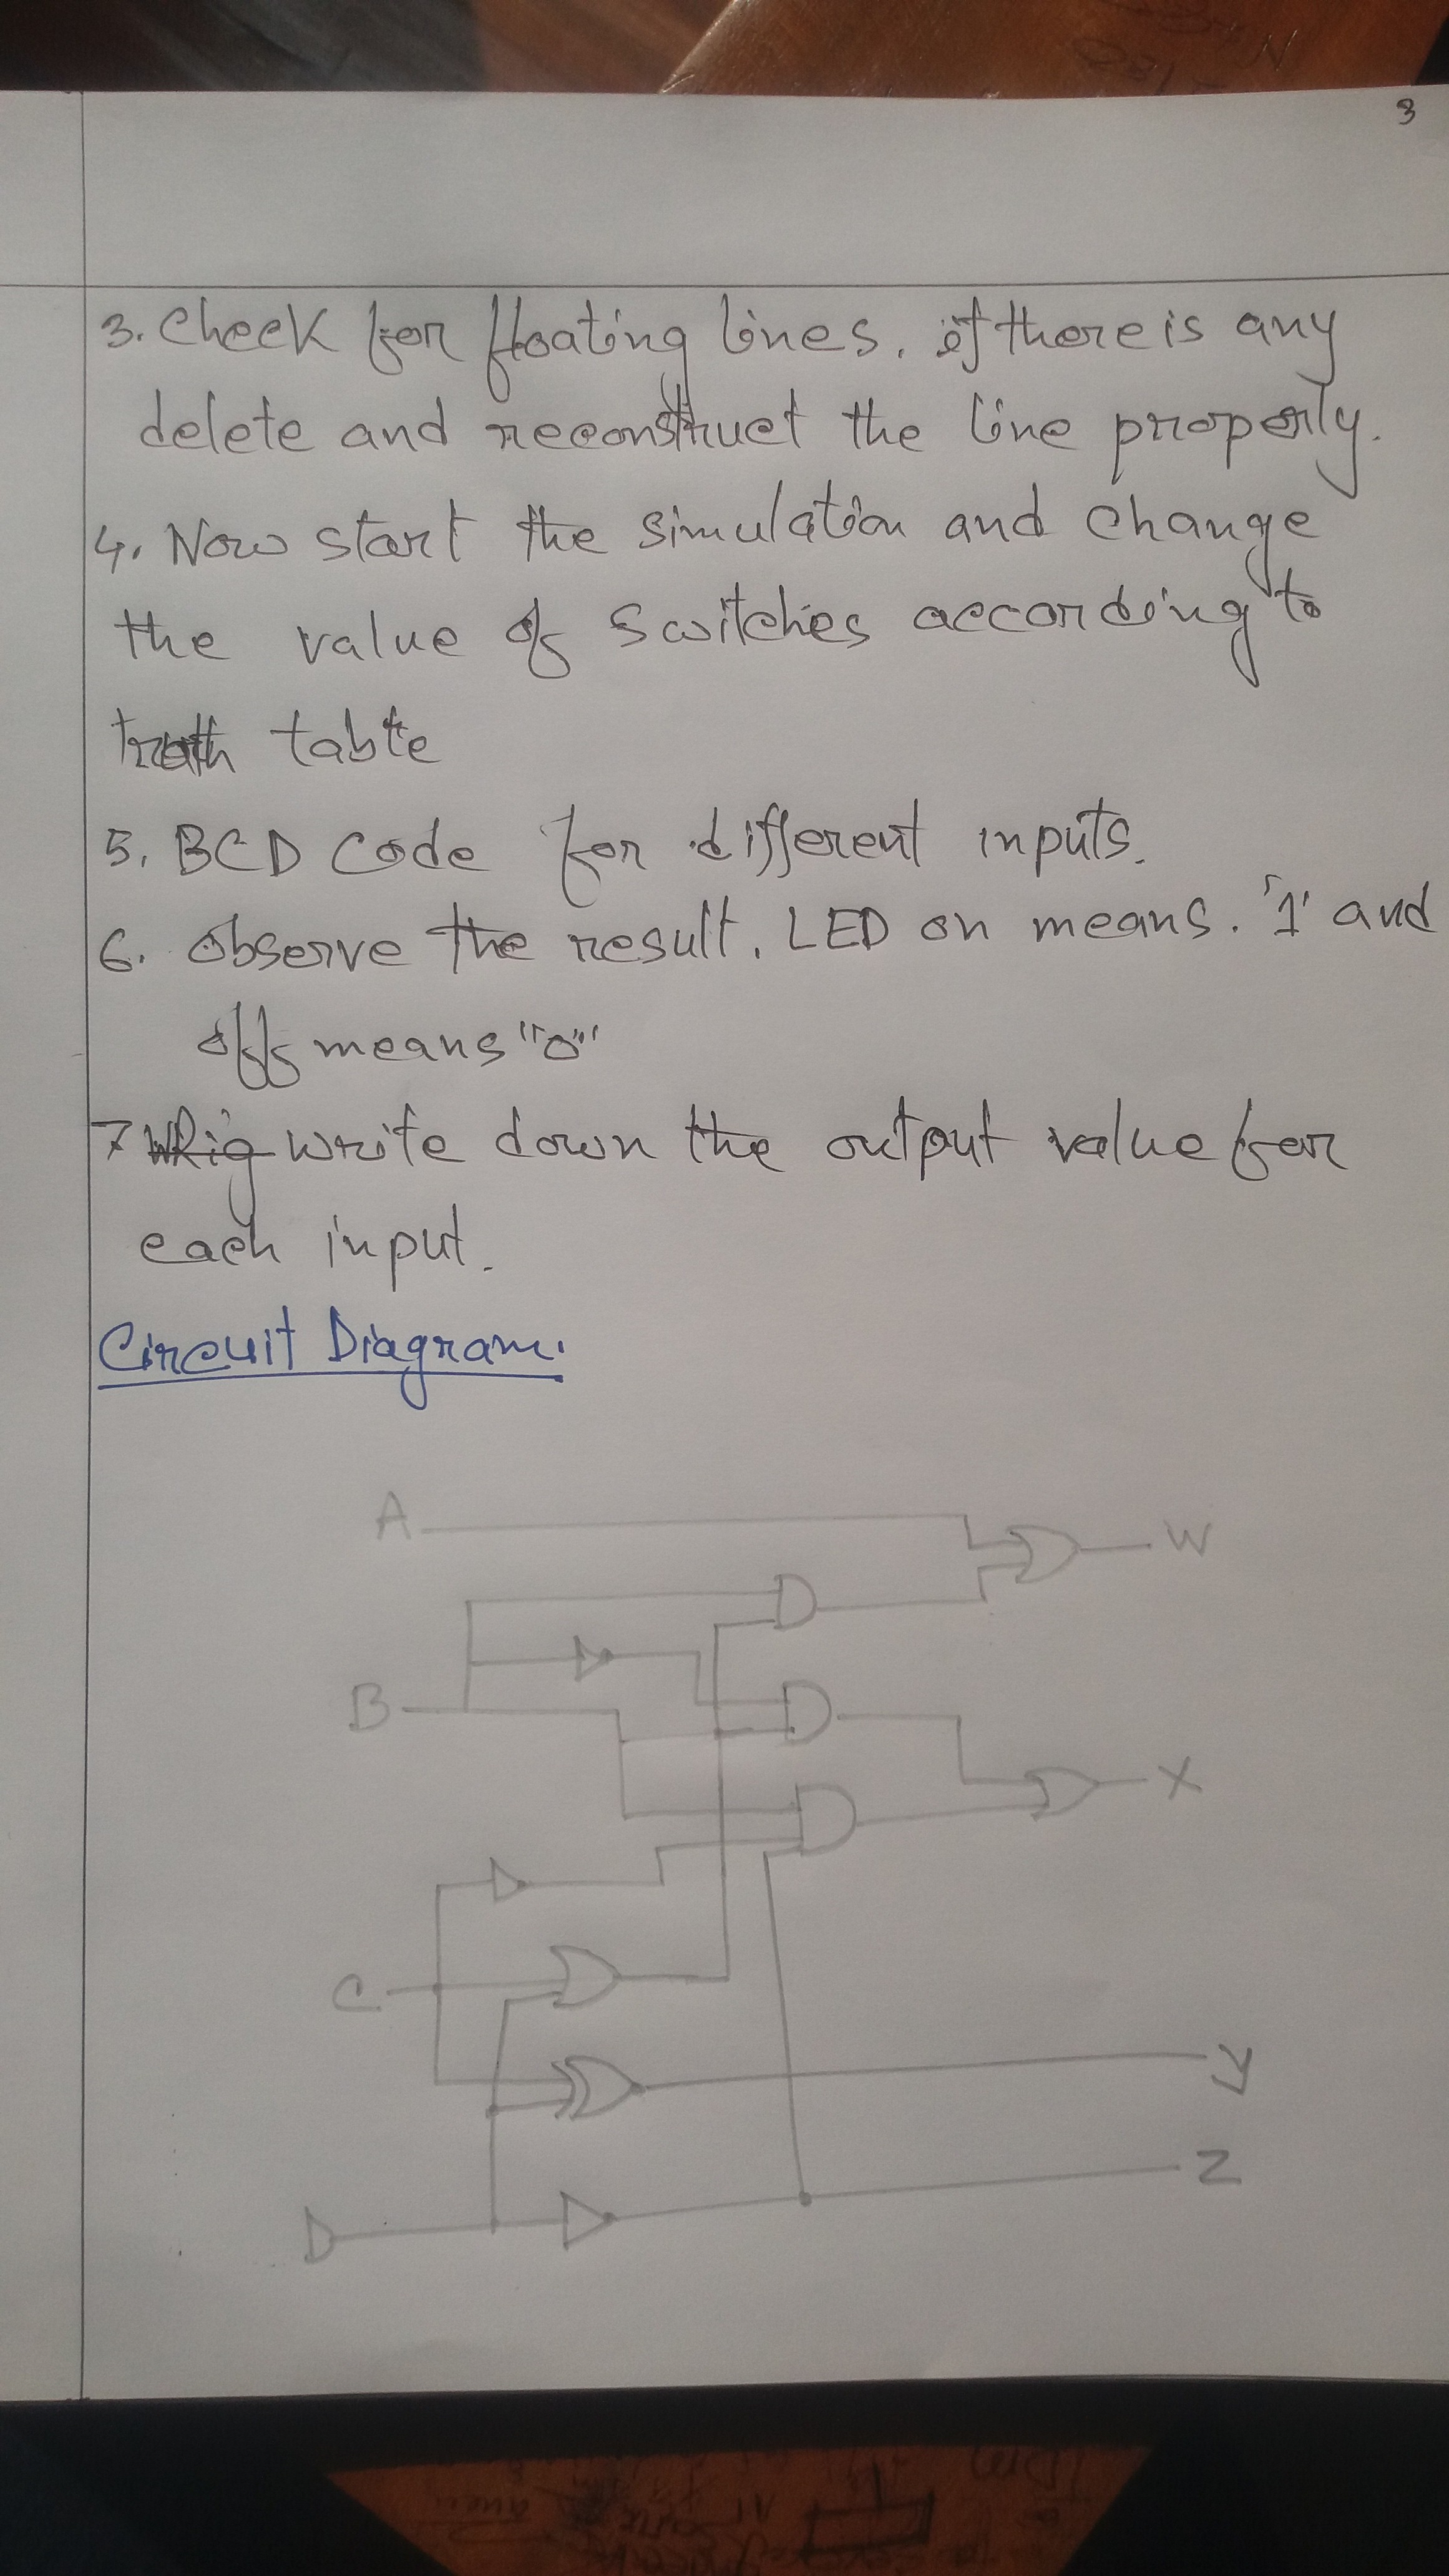 3
3. Check for floating lines. if there is any
delete and reconstruct the line properly.
4. Now start the simulation and change
the value of switches according to
truth table
5. BCD code for different inputs.
6. Observe the result. LED on means. '1' and
off means "0"
7 write down the output value for
each input.
Circuit Diagram.
A W
B X
C
y
D Z